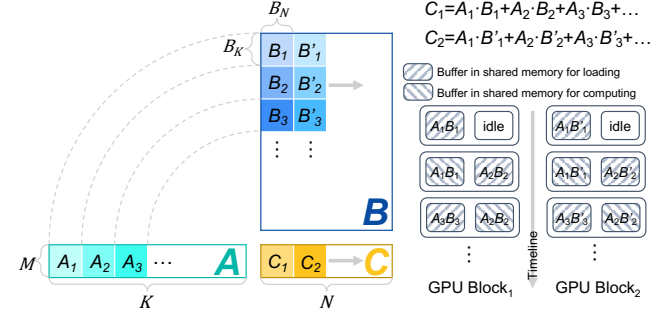 B_N
B_K
B_1 B'_1
B_2 B'_2
B_3 B'_3
⋮ ⋮
B
M
A_1 A_2 A_3 ⋯ A
K
C_1 C_2 C
N
C_1=A_1·B_1+A_2·B_2+A_3·B_3+…
C_2=A_1·B'_1+A_2·B'_2+A_3·B'_3+…
Buffer in shared memory for loading
Buffer in shared memory for computing
A_1B_1 idle
A_1B_1 A_2B_2
A_3B_3 A_2B_2
⋮
GPU Block_1
Timeline
A_1B'_1 idle
A_1B'_1 A_2B'_2
A_3B'_3 A_2B'_2
⋮
GPU Block_2